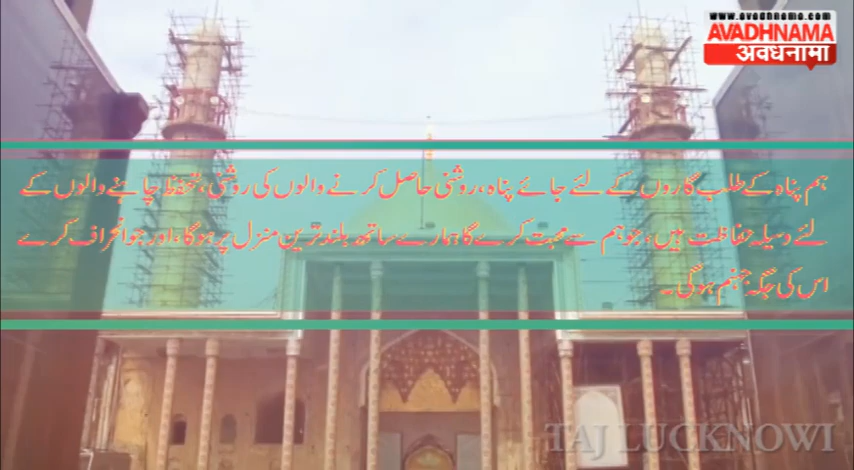 www.avadhnama.com
AVADHNAMA
अवधनामा
ہم پناہ کے طلب گاروں کے لئے جائے پناہ، روشنی حاصل کرنے والوں کی روشنی، تحفظ چاہنے والوں کے
لئے وسیلہ حفاظت ہیں، جو ہم سے محبت کرے گا ہمارے ساتھ بلند ترین منزل پر ہوگا، اور جو انحراف کرے
اس کی جگہ جہنم ہوگی۔
TAJ LUCKNOWI